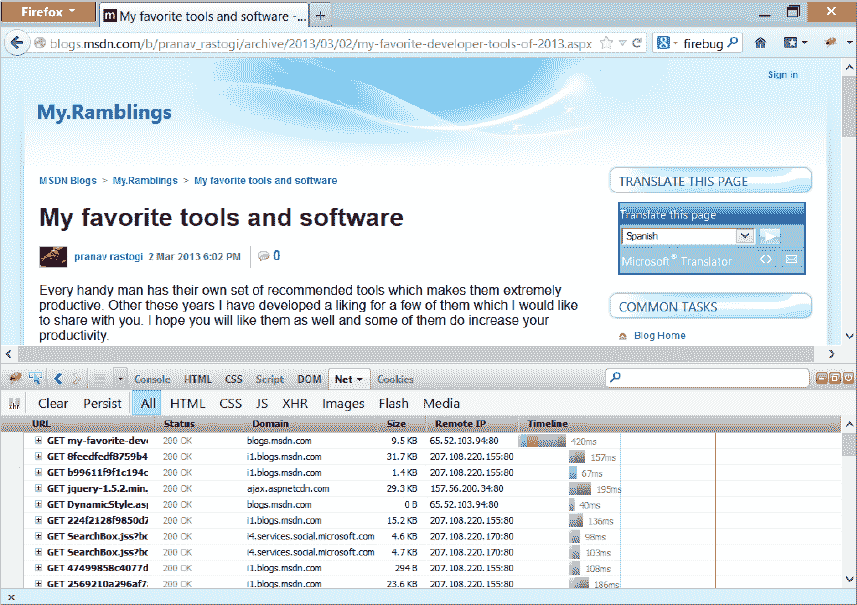 Firefox
My favorite tools and software -...
blogs.msdn.com/b/pranav_rastogi/archive/2013/03/02/my-favorite-developer-tools-of-2013.aspx
firebug
Sign in
My.Ramblings
MSDN Blogs > My.Ramblings > My favorite tools and software
TRANSLATE THIS PAGE
My favorite tools and software
Translate this page
Spanish
pranav rastogi 2 Mar 2013 6:02 PM 0
Microsoft® Translator
Every handy man has their own set of recommended tools which makes them extremely
productive. Other these years I have developed a liking for a few of them which I would like
to share with you. I hope you will like them as well and some of them do increase your
productivity.
COMMON TASKS
Blog Home
Console HTML CSS Script DOM Net Cookies
Clear Persist All HTML CSS JS XHR Images Flash Media
URL Status Domain Size Remote IP Timeline
GET my-favorite-deve 200 OK blogs.msdn.com 9.5 KB 65.52.103.94:80 420ms
GET 8feedfedf8759b4 200 OK i1.blogs.msdn.com 31.7 KB 207.108.220.155:80 157ms
GET b99611f9f1c194c 200 OK i1.blogs.msdn.com 1.4 KB 207.108.220.155:80 67ms
GET jquery-1.5.2.min. 200 OK ajax.aspnetcdn.com 29.3 KB 157.56.200.34:80 195ms
GET DynamicStyle.asp 200 OK blogs.msdn.com 0 B 65.52.103.94:80 40ms
GET 224f2128f9850d7 200 OK i1.blogs.msdn.com 15.2 KB 207.108.220.155:80 136ms
GET SearchBox.jss?bc 200 OK i4.services.social.microsoft.com 4.6 KB 207.108.220.170:80 98ms
GET SearchBox.jss?bc 200 OK i4.services.social.microsoft.com 4.7 KB 207.108.220.170:80 103ms
GET 47499858c4077d 200 OK i1.blogs.msdn.com 294 B 207.108.220.155:80 108ms
GET 2569210a296af7 200 OK i1.blogs.msdn.com 23.6 KB 207.108.220.155:80 186ms